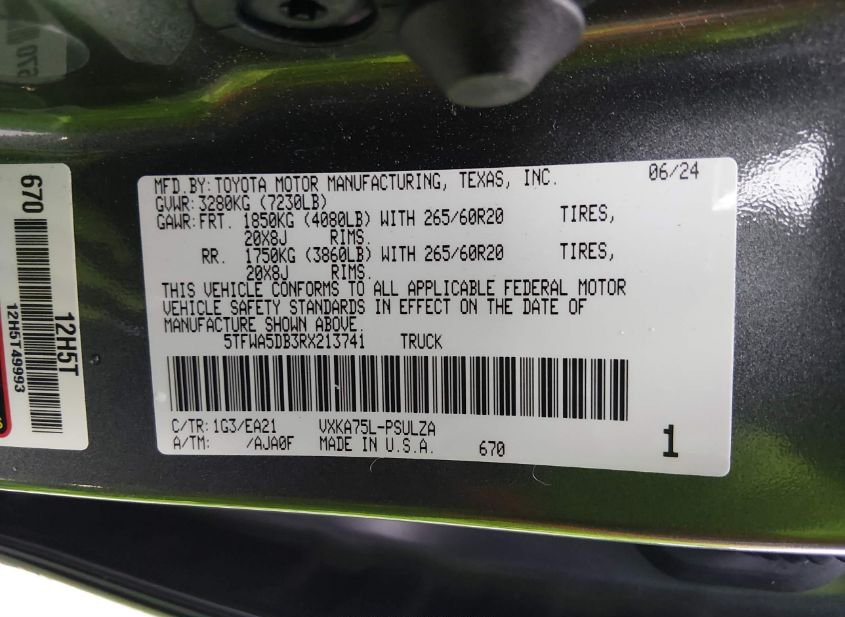 MFD.BY: TOYOTA MOTOR MANUFACTURING, TEXAS, INC. 06/24
GVWR: 3280KG (7230LB)
GAWR: FRT. 1850KG (4080LB) WITH 265/60R20 TIRES,
20X8J RIMS.
RR. 1750KG (3860LB) WITH 265/60R20 TIRES,
20X8J RIMS.
THIS VEHICLE CONFORMS TO ALL APPLICABLE FEDERAL MOTOR
VEHICLE SAFETY STANDARDS IN EFFECT ON THE DATE OF
MANUFACTURE SHOWN ABOVE.
5TFWA5DB3RX213741 TRUCK
C/TR: 1G3/EA21 VXKA75L-PSULZA
A/TM: /AJA0F MADE IN U.S.A. 670 1
670
12H5T
12H5T49993